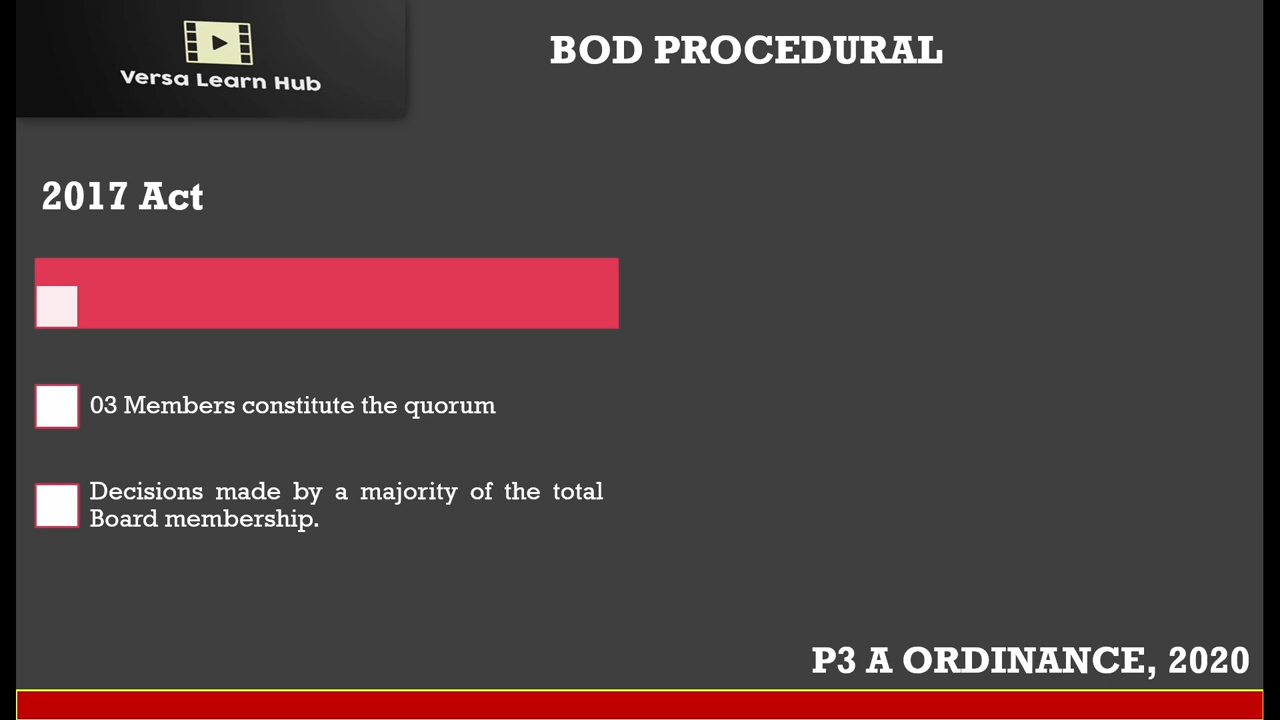 Versa Learn Hub
BOD PROCEDURAL
2017 Act
03 Members constitute the quorum
Decisions made by a majority of the total
Board membership.
P3 A ORDINANCE, 2020